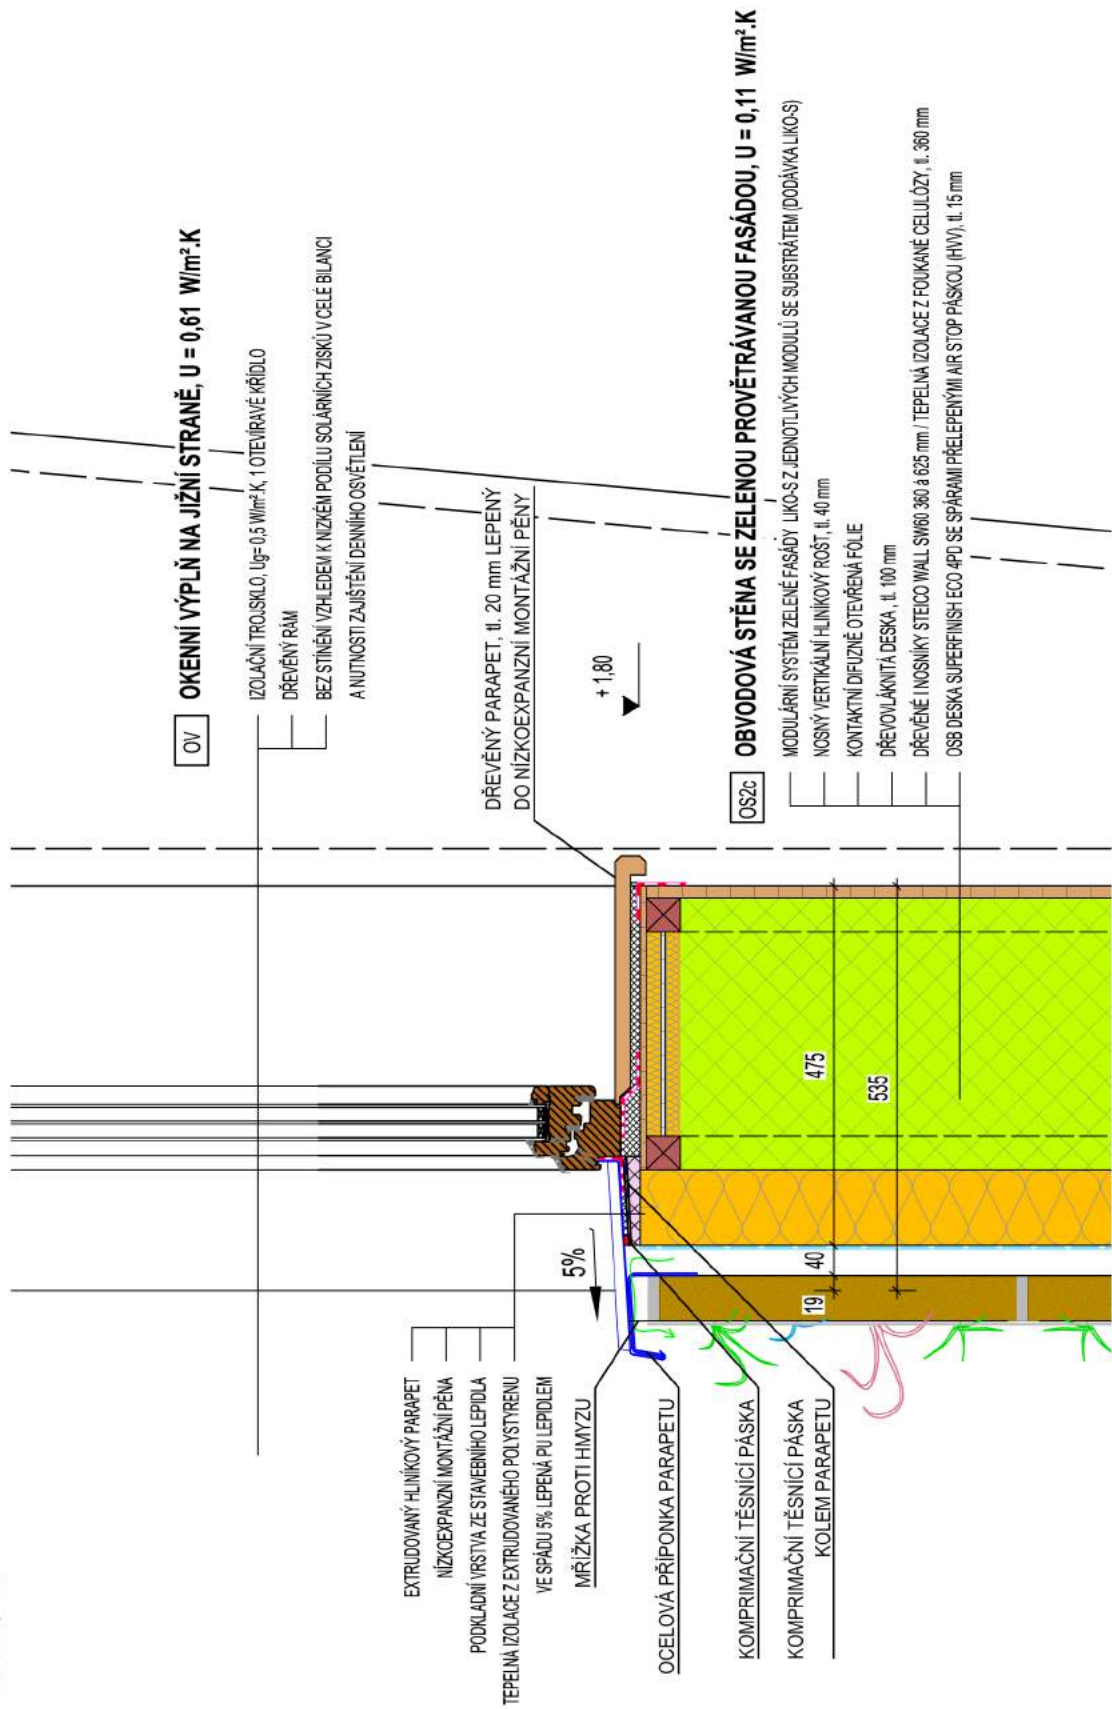 OV
OKENNÍ VÝPLŇ NA JIŽNÍ STRANĚ, U = 0,61 W/m².K
IZOLAČNÍ TROJSKLO, Ug= 0,5 W/m².K, 1 OTEVÍRAVÉ KŘÍDLO
DŘEVĚNÝ RÁM
BEZ STÍNĚNÍ VZHLEDEM K NÍZKÉM PODÍLU SOLÁRNÍCH ZISKŮ V CELÉ BILANCI
A NUTNOSTI ZAJIŠTĚNÍ DENNÍHO OSVĚTLENÍ
DŘEVĚNÝ PARAPET, tl. 20 mm LEPENÝ
DO NÍZKOEXPANZNÍ MONTÁŽNÍ PĚNY
+ 1,80
OS2c
OBVODOVÁ STĚNA SE ZELENOU PROVĚTRÁVANOU FASÁDOU, U = 0,11 W/m².K
MODULÁRNÍ SYSTÉM ZELENÉ FASÁDY LIKO-S Z JEDNOTLIVÝCH MODULŮ SE SUBSTRÁTEM (DODÁVKA LIKO-S)
NOSNÝ VERTIKÁLNÍ HLINÍKOVÝ ROŠT, tl. 40 mm
KONTAKTNÍ DIFUZNĚ OTEVŘENÁ FÓLIE
DŘEVOVLÁKNITÁ DESKA, tl. 100 mm
DŘEVĚNÉ I NOSNÍKY STEICO WALL SW60 360 à 625 mm / TEPELNÁ IZOLACE Z FOUKANÉ CELULÓZY, tl. 360 mm
OSB DESKA SUPERFINISH ECO 4PD SE SPÁRAMI PŘELEPENÝMI AIR STOP PÁSKOU (HVV), tl. 15 mm
475
535
40
19
5%
EXTRUDOVANÝ HLINÍKOVÝ PARAPET
NÍZKOEXPANZNÍ MONTÁŽNÍ PĚNA
PODKLADNÍ VRSTVA ZE STAVEBNÍHO LEPIDLA
TEPELNÁ IZOLACE Z EXTRUDOVANÉHO POLYSTYRENU
VE SPÁDU 5% LEPENÁ PU LEPIDLEM
MŘÍŽKA PROTI HMYZU
OCELOVÁ PŘÍPONKA PARAPETU
KOMPRIMAČNÍ TĚSNÍCÍ PÁSKA
KOMPRIMAČNÍ TĚSNÍCÍ PÁSKA
KOLEM PARAPETU